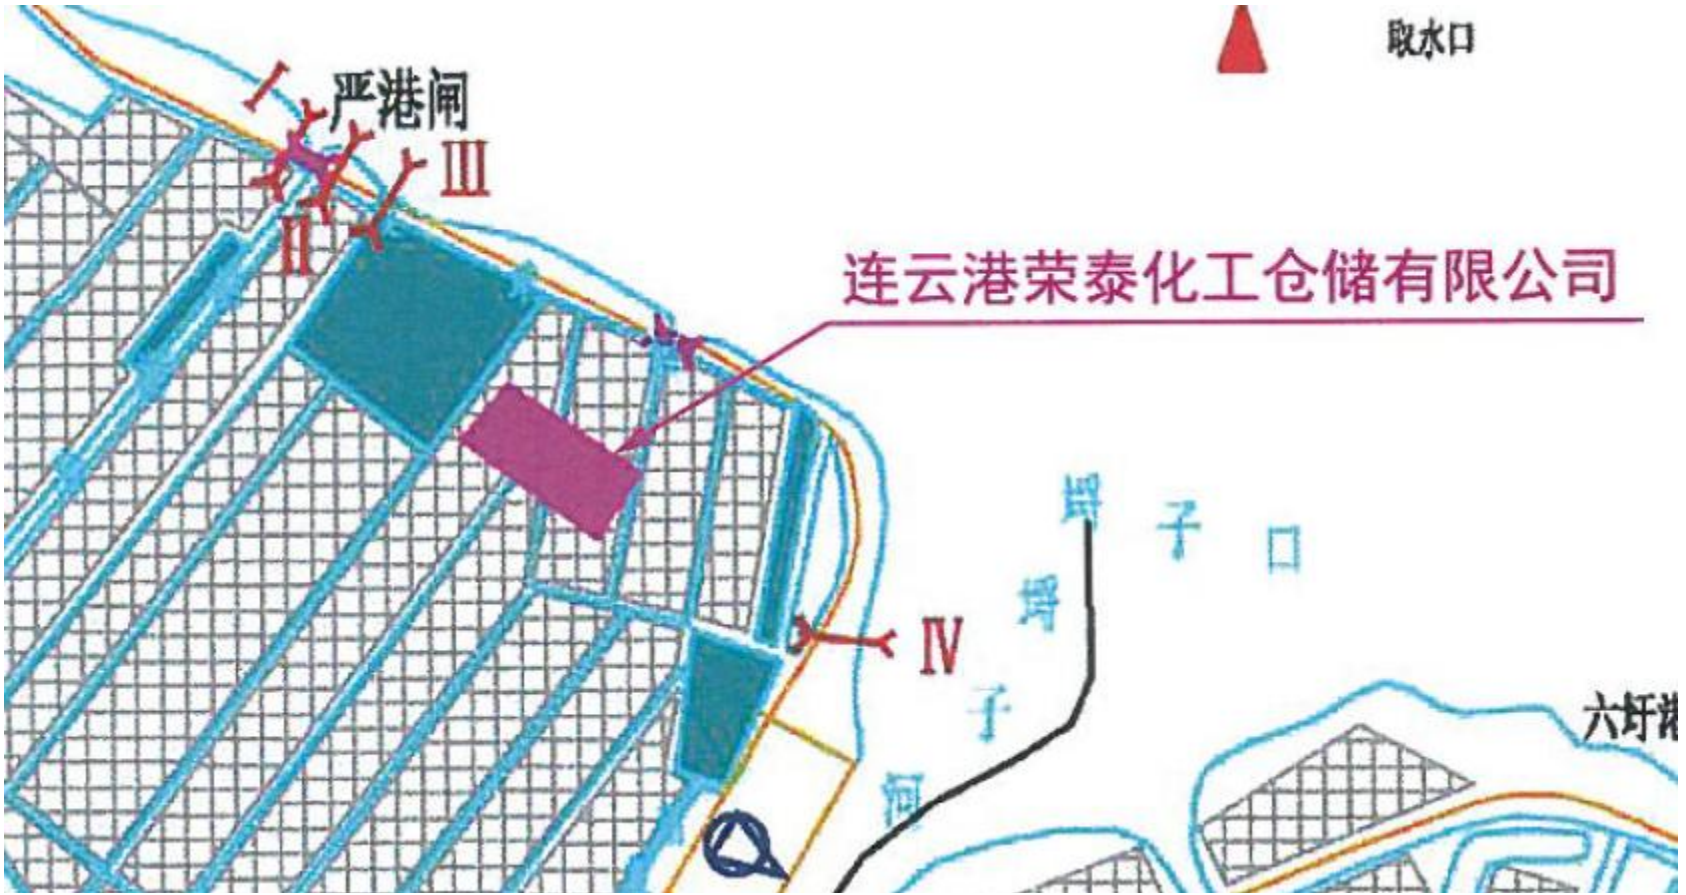 取水口
I
严港闸
III
II
连云港荣泰化工仓储有限公司
埒子口
IV
埒子河
六圩港